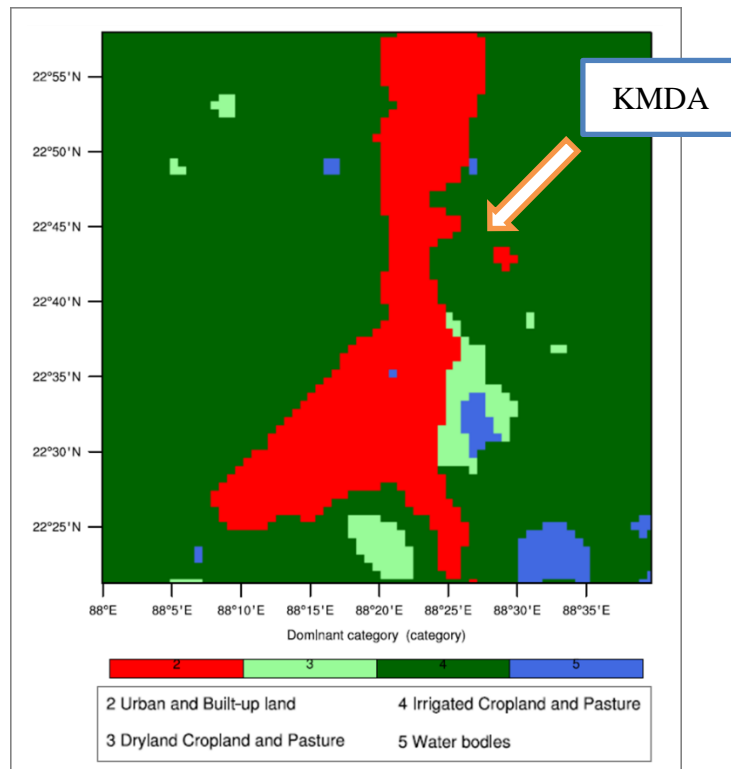 KMDA
22°55'N
22°50'N
22°45'N
22°40'N
22°35'N
22°30'N
22°25'N
88°E 88°5'E 88°10'E 88°15'E 88°20'E 88°25'E 88°30'E 88°35'E
Dominant category (category)
2 3 4 5
2 Urban and Built-up land 4 Irrigated Cropland and Pasture
3 Dryland Cropland and Pasture 5 Water bodies